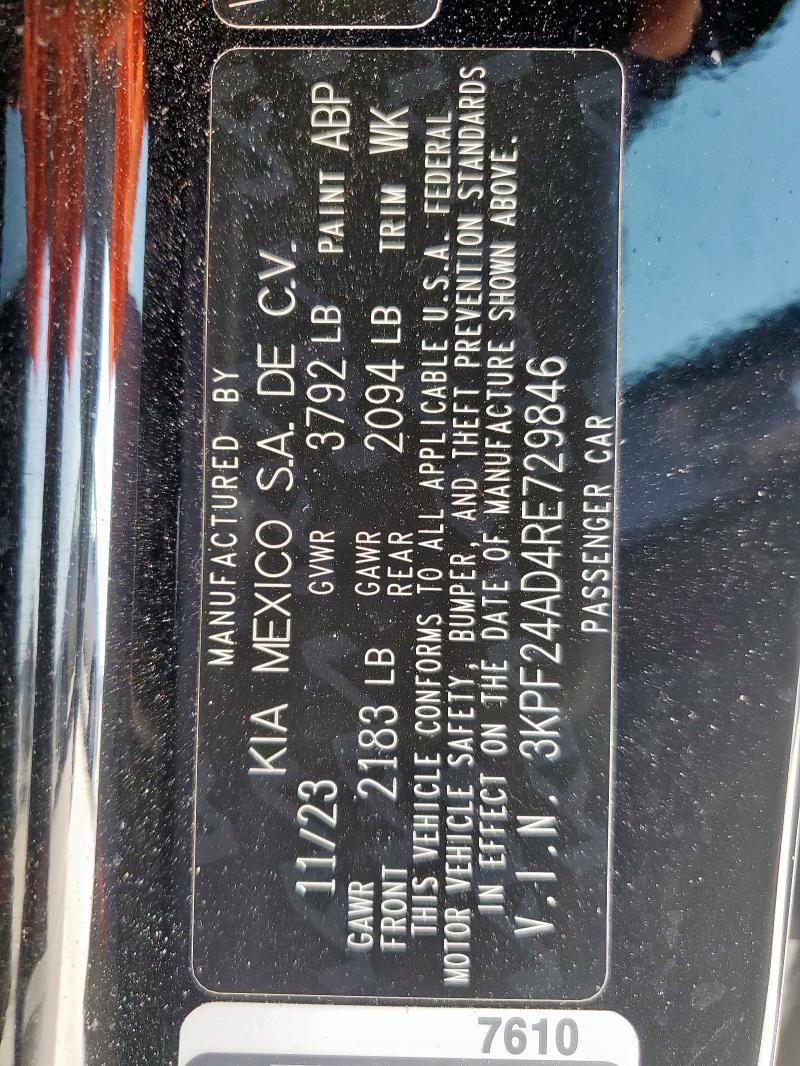 MANUFACTURED BY
KIA MEXICO S.A. DE C.V.
11/23 GVWR 3792 LB PAINT ABP
GAWR FRONT 2183 LB GAWR REAR 2094 LB TRIM WK
THIS VEHICLE CONFORMS TO ALL APPLICABLE U.S.A. FEDERAL
MOTOR VEHICLE SAFETY, BUMPER, AND THEFT PREVENTION STANDARDS
IN EFFECT ON THE DATE OF MANUFACTURE SHOWN ABOVE.
V.I.N. 3KPF24AD4RE729846
PASSENGER CAR
7610